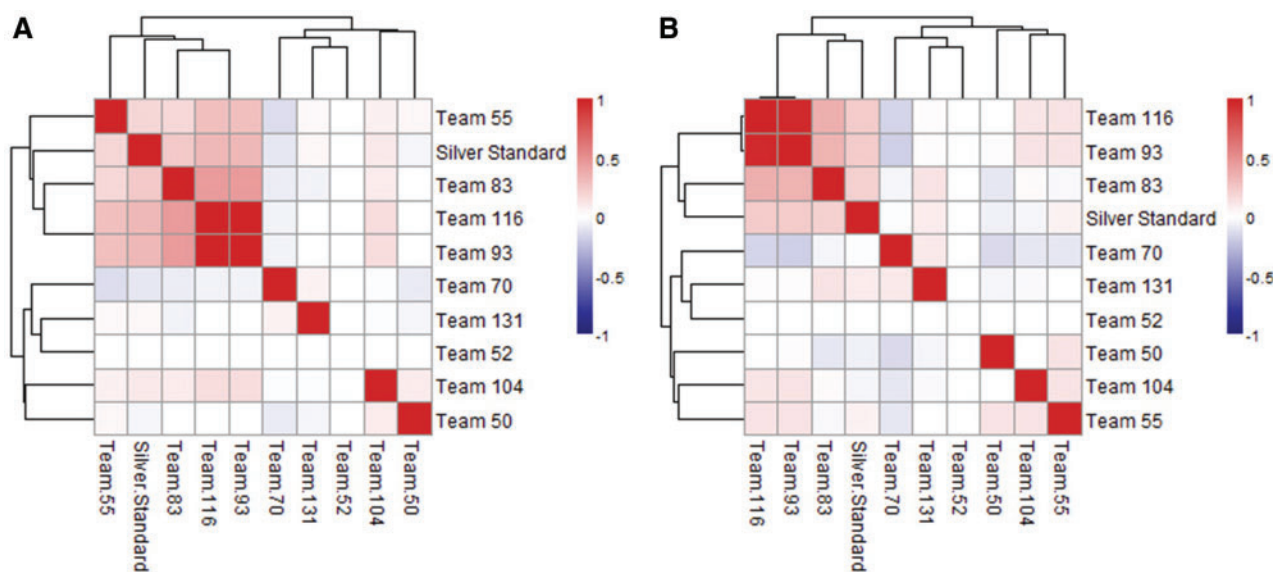 A
Team 55
Silver Standard
Team 83
Team 116
Team 93
Team 70
Team 131
Team 52
Team 104
Team 50
1
0.5
0
-0.5
-1
Team.55
Silver.Standard
Team.83
Team.116
Team.93
Team.70
Team.131
Team.52
Team.104
Team.50
B
Team 116
Team 93
Team 83
Silver Standard
Team 70
Team 131
Team 52
Team 50
Team 104
Team 55
1
0.5
0
-0.5
-1
Team.116
Team.93
Team.83
Silver.Standard
Team.70
Team.131
Team.52
Team.50
Team.104
Team.55